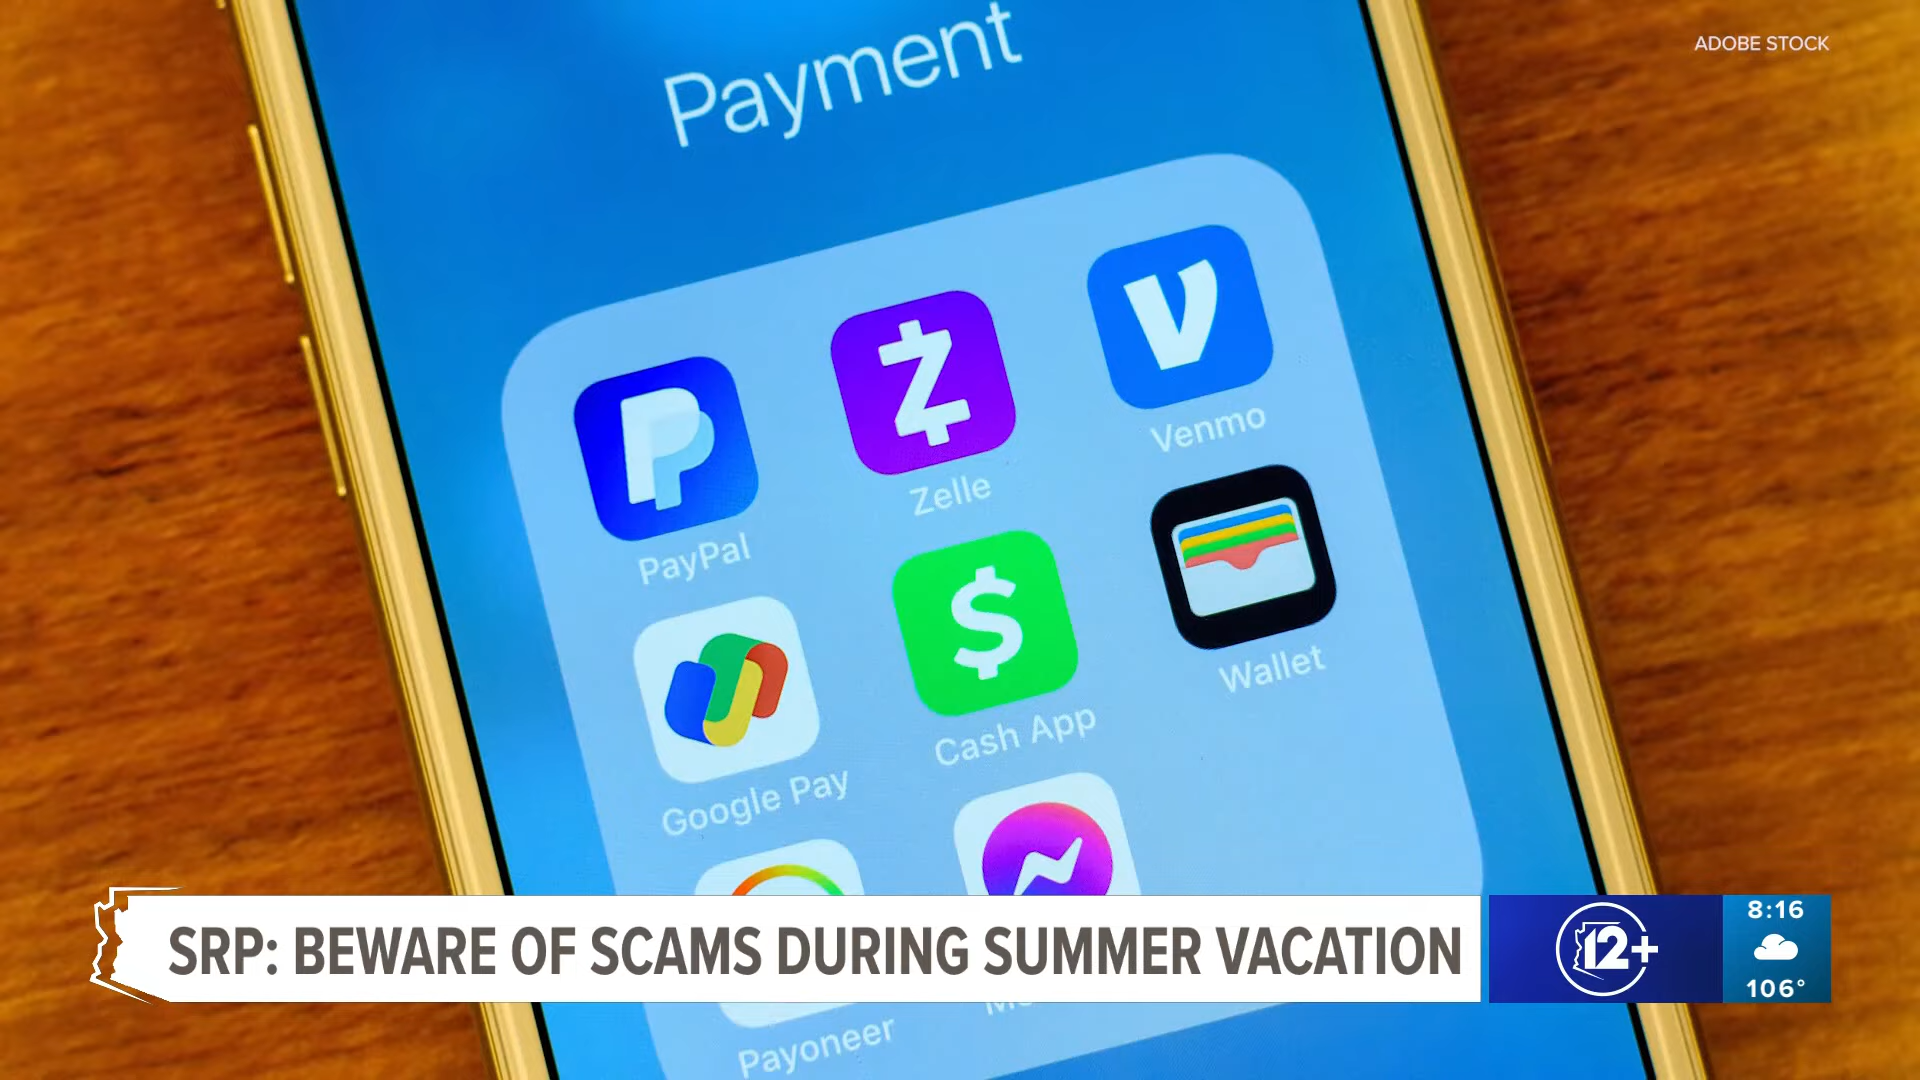 ADOBE STOCK
Payment
PayPal
Zelle
Venmo
Google Pay
Cash App
Wallet
Payoneer
SRP: BEWARE OF SCAMS DURING SUMMER VACATION
12+
8:16
106°